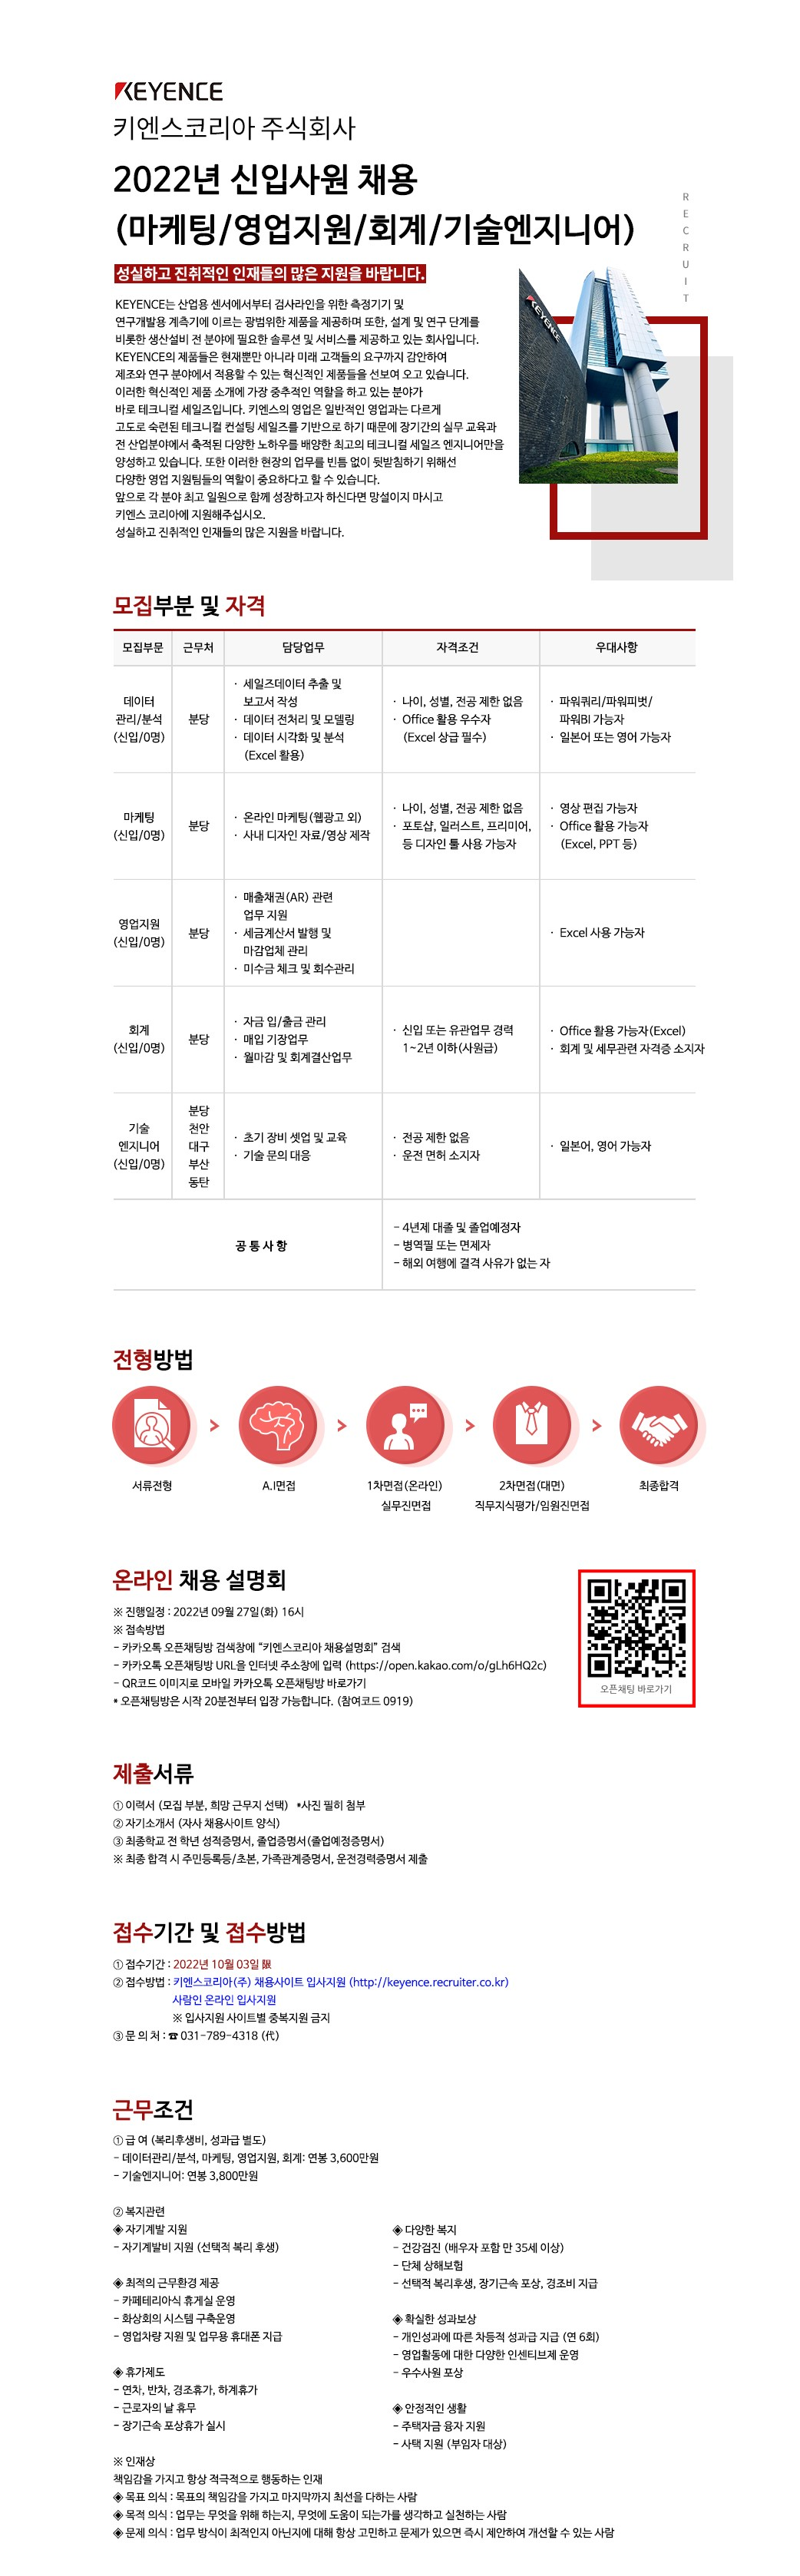 KEYENCE
키엔스코리아 주식회사
2022년 신입사원 채용
(마케팅/영업지원/회계/기술엔지니어)
RECRUIT
성실하고 진취적인 인재들의 많은 지원을 바랍니다.
KEYENCE는 산업용 센서에서부터 검사라인을 위한 측정기기 및
연구개발용 계측기에 이르는 광범위한 제품을 제공하며 또한, 설계 및 연구 단계를
비롯한 생산설비 전 분야에 필요한 솔루션 및 서비스를 제공하고 있는 회사입니다.
KEYENCE의 제품들은 현재뿐만 아니라 미래 고객들의 요구까지 감안하여
제조와 연구 분야에서 적용할 수 있는 혁신적인 제품들을 선보여 오고 있습니다.
이러한 혁신적인 제품 소개에 가장 중추적인 역할을 하고 있는 분야가
바로 테크니컬 세일즈입니다. 키엔스의 영업은 일반적인 영업과는 다르게
고도로 숙련된 테크니컬 컨설팅 세일즈를 기반으로 하기 때문에 장기간의 실무 교육과
전 산업분야에서 축적된 다양한 노하우를 배양한 최고의 테크니컬 세일즈 엔지니어만을
양성하고 있습니다. 또한 이러한 현장의 업무를 빈틈 없이 뒷받침하기 위해선
다양한 영업 지원팀들의 역할이 중요하다고 할 수 있습니다.
앞으로 각 분야 최고 일원으로 함께 성장하고자 하신다면 망설이지 마시고
키엔스 코리아에 지원해주십시오.
성실하고 진취적인 인재들의 많은 지원을 바랍니다.
KEYENCE
모집부분 및 자격
모집부문 근무처 담당업무 자격조건 우대사항
데이터
관리/분석
(신입/0명)
분당
· 세일즈데이터 추출 및
보고서 작성
· 데이터 전처리 및 모델링
· 데이터 시각화 및 분석
(Excel 활용)
· 나이, 성별, 전공 제한 없음
· Office 활용 우수자
(Excel 상급 필수)
· 파워쿼리/파워피벗/
파워BI 가능자
· 일본어 또는 영어 가능자
마케팅
(신입/0명)
분당
· 온라인 마케팅(웹광고 외)
· 사내 디자인 자료/영상 제작
· 나이, 성별, 전공 제한 없음
· 포토샵, 일러스트, 프리미어,
등 디자인 툴 사용 가능자
· 영상 편집 가능자
· Office 활용 가능자
(Excel, PPT 등)
영업지원
(신입/0명)
분당
· 매출채권(AR) 관련
업무 지원
· 세금계산서 발행 및
마감업체 관리
· 미수금 체크 및 회수관리
· Excel 사용 가능자
회계
(신입/0명)
분당
· 자금 입/출금 관리
· 매입 기장업무
· 월마감 및 회계결산업무
· 신입 또는 유관업무 경력
1~2년 이하(사원급)
· Office 활용 가능자(Excel)
· 회계 및 세무관련 자격증 소지자
기술
엔지니어
(신입/0명)
분당
천안
대구
부산
동탄
· 초기 장비 셋업 및 교육
· 기술 문의 대응
· 전공 제한 없음
· 운전 면허 소지자
· 일본어, 영어 가능자
공통사항
- 4년제 대졸 및 졸업예정자
- 병역필 또는 면제자
- 해외 여행에 결격 사유가 없는 자
전형방법
서류전형
A.I면접
1차면접(온라인)
실무진면접
2차면접(대면)
직무지식평가/임원진면접
최종합격
온라인 채용 설명회
※ 진행일정 : 2022년 09월 27일(화) 16시
※ 접속방법
- 카카오톡 오픈채팅방 검색창에 “키엔스코리아 채용설명회” 검색
- 카카오톡 오픈채팅방 URL을 인터넷 주소창에 입력 (https://open.kakao.com/o/gLh6HQ2c)
- QR코드 이미지로 모바일 카카오톡 오픈채팅방 바로가기
* 오픈채팅방은 시작 20분전부터 입장 가능합니다. (참여코드 0919)
오픈채팅 바로가기
제출서류
① 이력서 (모집 부분, 희망 근무지 선택) *사진 필히 첨부
② 자기소개서 (자사 채용사이트 양식)
③ 최종학교 전 학년 성적증명서, 졸업증명서(졸업예정증명서)
※ 최종 합격 시 주민등록등/초본, 가족관계증명서, 운전경력증명서 제출
접수기간 및 접수방법
① 접수기간 : 2022년 10월 03일 限
② 접수방법 : 키엔스코리아(주) 채용사이트 입사지원 (http://keyence.recruiter.co.kr)
사람인 온라인 입사지원
※ 입사지원 사이트별 중복지원 금지
③ 문 의 처 : ☎ 031-789-4318 (代)
근무조건
① 급 여 (복리후생비, 성과급 별도)
- 데이터관리/분석, 마케팅, 영업지원, 회계: 연봉 3,600만원
- 기술엔지니어: 연봉 3,800만원
② 복지관련
◈ 자기계발 지원
- 자기계발비 지원 (선택적 복리 후생)
◈ 최적의 근무환경 제공
- 카페테리아식 휴게실 운영
- 화상회의 시스템 구축운영
- 영업차량 지원 및 업무용 휴대폰 지급
◈ 휴가제도
- 연차, 반차, 경조휴가, 하계휴가
- 근로자의 날 휴무
- 장기근속 포상휴가 실시
◈ 다양한 복지
- 건강검진 (배우자 포함 만 35세 이상)
- 단체 상해보험
- 선택적 복리후생, 장기근속 포상, 경조비 지급
◈ 확실한 성과보상
- 개인성과에 따른 차등적 성과급 지급 (연 6회)
- 영업활동에 대한 다양한 인센티브제 운영
- 우수사원 포상
◈ 안정적인 생활
- 주택자금 융자 지원
- 사택 지원 (부임자 대상)
※ 인재상
책임감을 가지고 항상 적극적으로 행동하는 인재
◈ 목표 의식 : 목표의 책임감을 가지고 마지막까지 최선을 다하는 사람
◈ 목적 의식 : 업무는 무엇을 위해 하는지, 무엇에 도움이 되는가를 생각하고 실천하는 사람
◈ 문제 의식 : 업무 방식이 최적인지 아닌지에 대해 항상 고민하고 문제가 있으면 즉시 제안하여 개선할 수 있는 사람